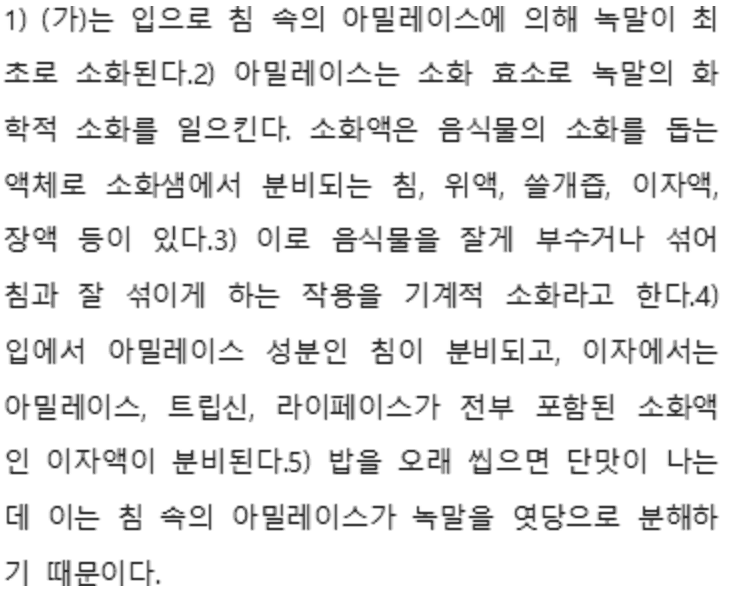 1) (가)는 입으로 침 속의 아밀레이스에 의해 녹말이 최
초로 소화된다.2) 아밀레이스는 소화 효소로 녹말의 화
학적 소화를 일으킨다. 소화액은 음식물의 소화를 돕는
액체로 소화샘에서 분비되는 침, 위액, 쓸개즙, 이자액,
장액 등이 있다.3) 이로 음식물을 잘게 부수거나 섞어
침과 잘 섞이게 하는 작용을 기계적 소화라고 한다.4)
입에서 아밀레이스 성분인 침이 분비되고, 이자에서는
아밀레이스, 트립신, 라이페이스가 전부 포함된 소화액
인 이자액이 분비된다.5) 밥을 오래 씹으면 단맛이 나는
데 이는 침 속의 아밀레이스가 녹말을 엿당으로 분해하
기 때문이다.